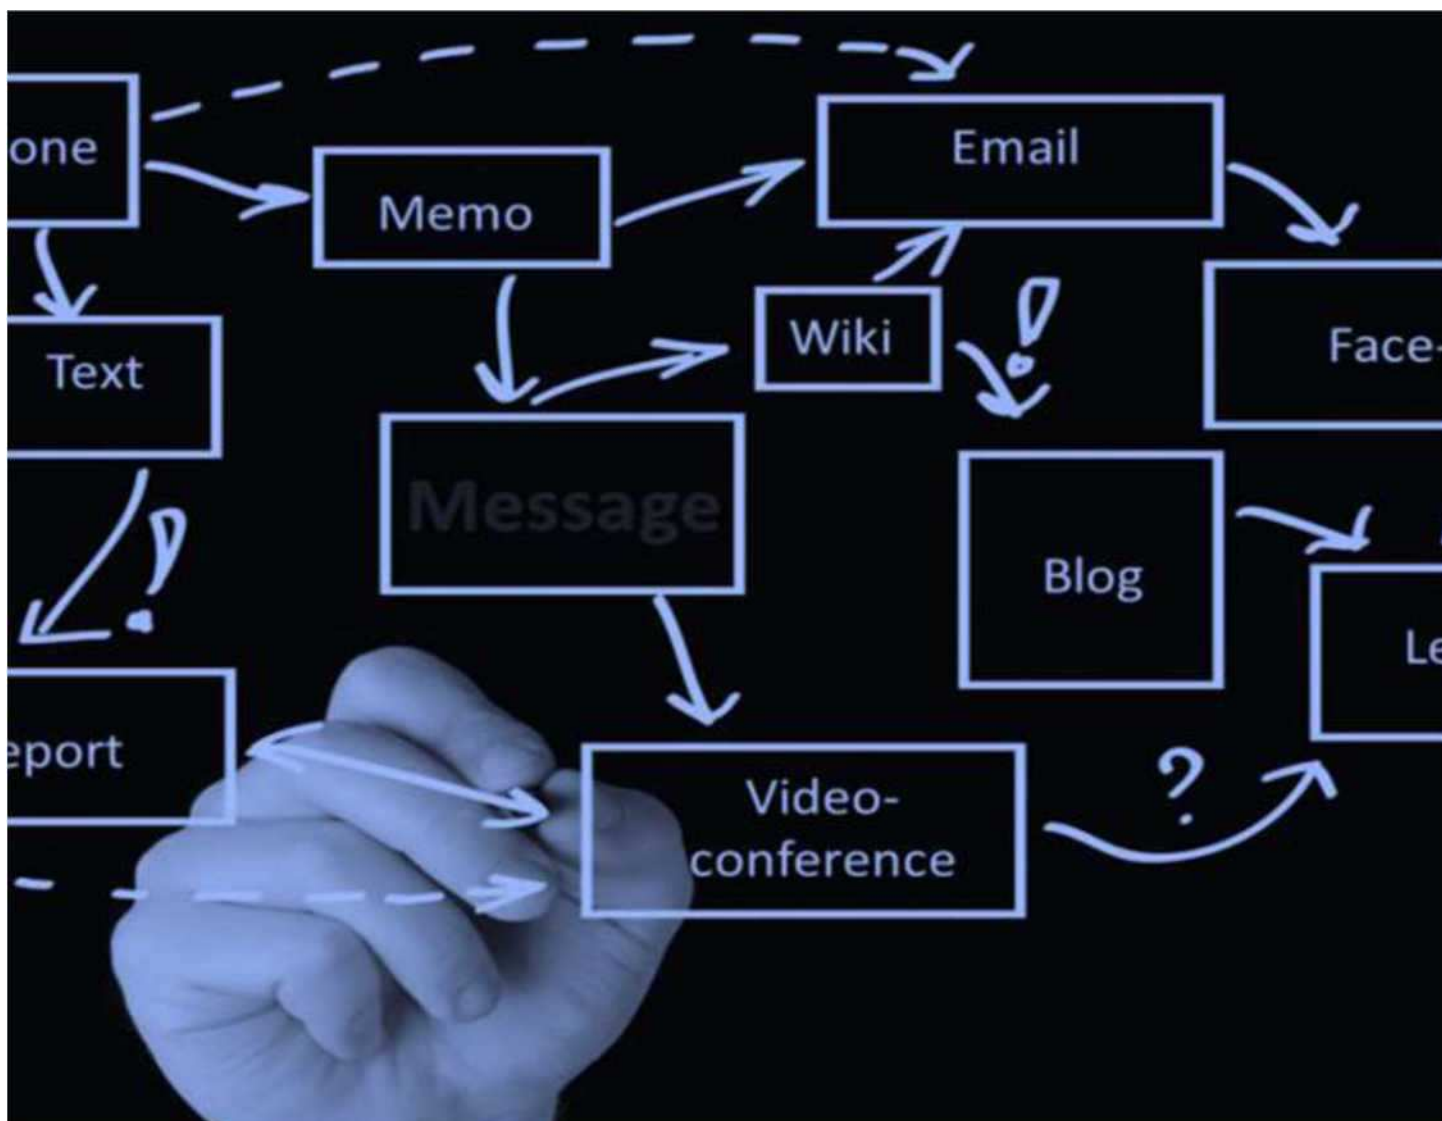 one
Memo
Email
Text
Wiki
!
Face-
Message
!
Blog
Le
eport
Video-
conference
?